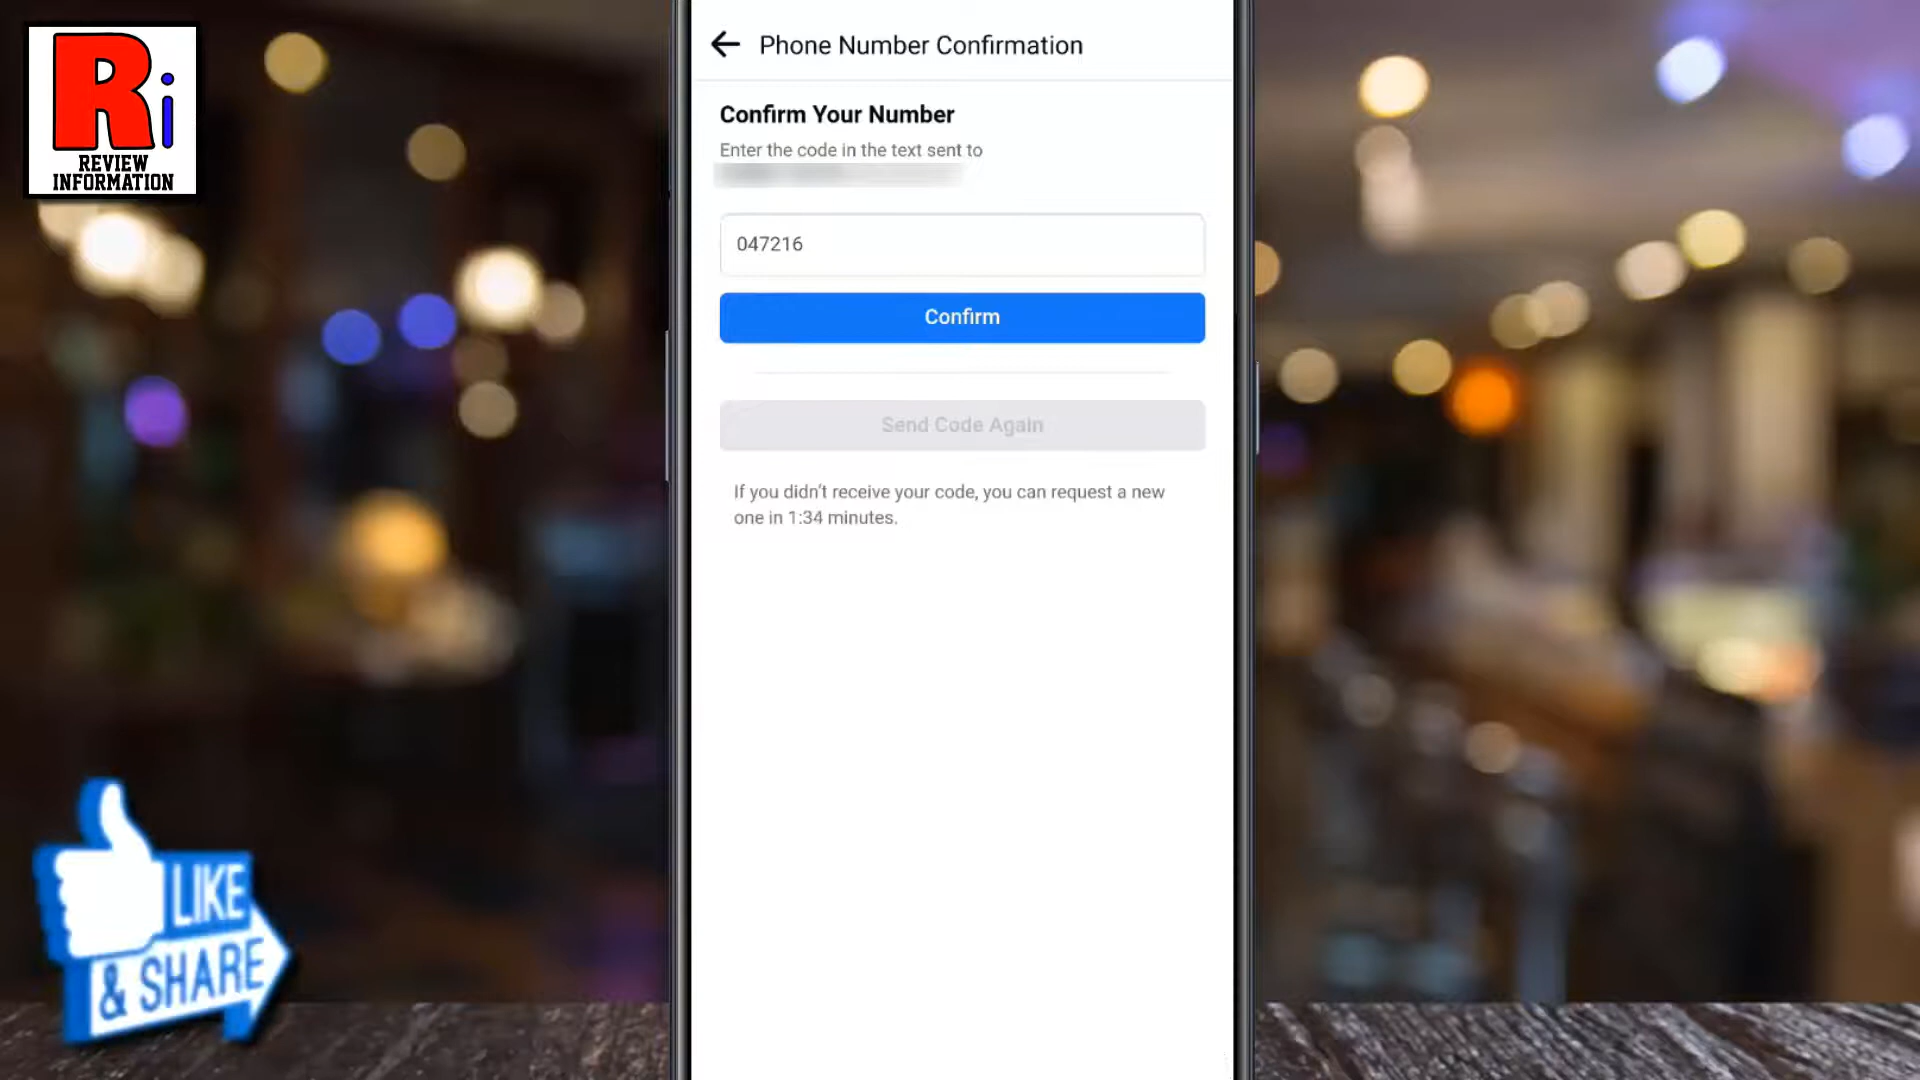 Ri
REVIEW
INFORMATION
Phone Number Confirmation
Confirm Your Number
Enter the code in the text sent to
047216
Confirm
Send Code Again
If you didn't receive your code, you can request a new
one in 1:34 minutes.
LIKE
& SHARE